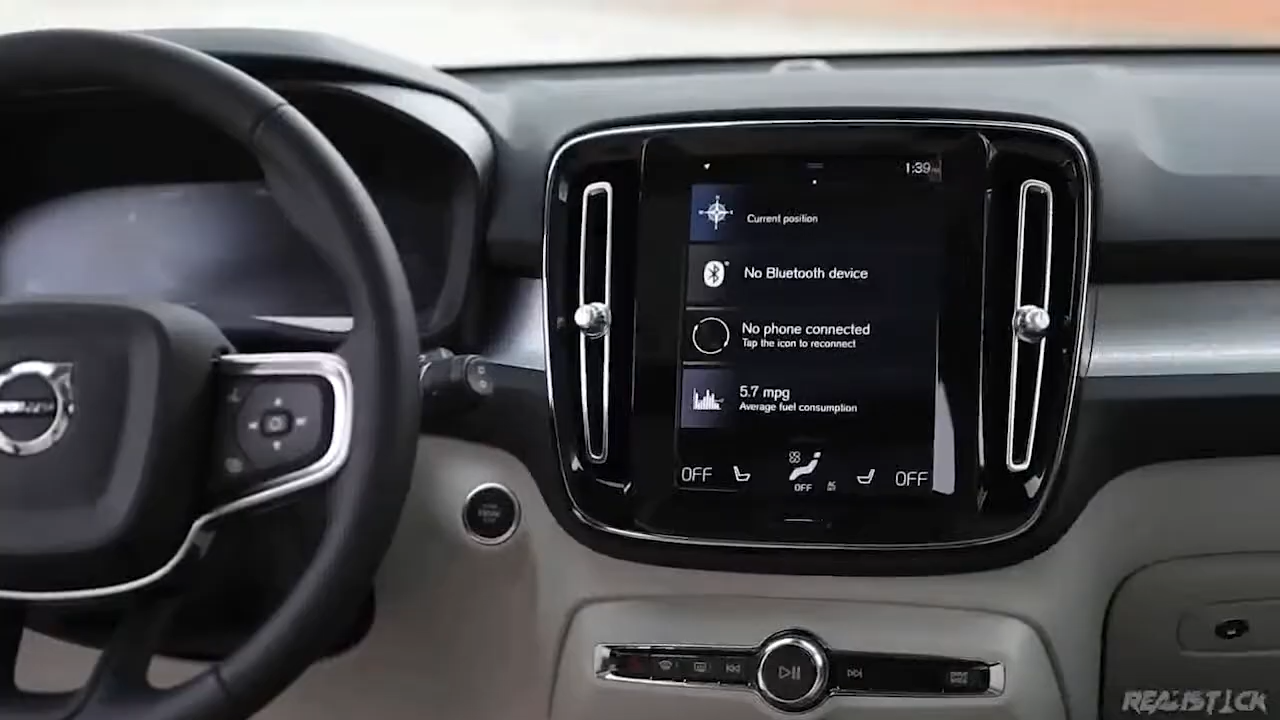 1:39
Current position
No Bluetooth device
No phone connected
Tap the icon to reconnect
5.7 mpg
Average fuel consumption
OFF
OFF
OFF
REALISTICK